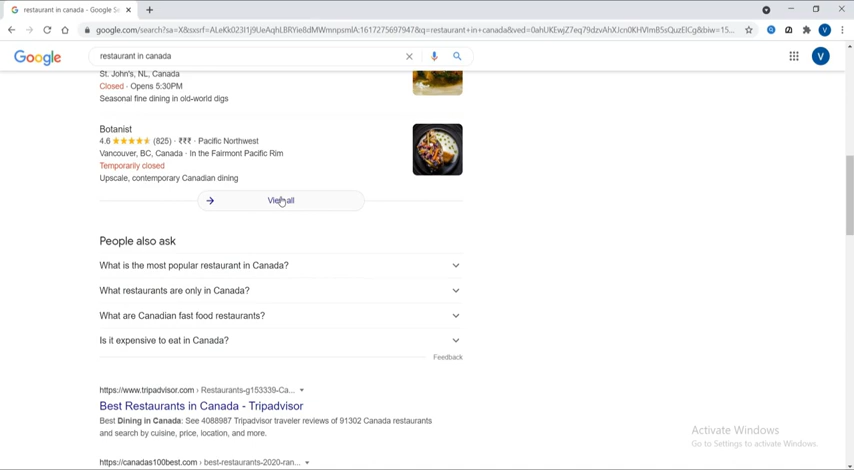 restaurant in canada - Google Se
google.com/search?sa=X&sxsrf=ALeKk023I1j9UeAqhLBRYie8dMWmnpsmIA:1617275697947&q=restaurant+in+canada&ved=0ahUKEwjZ7eq79dzvAhXJcn0KHVImB5sQuzEICg&biw=15...
V
Google
restaurant in canada
V
St. John's, NL, Canada
Closed · Opens 5:30PM
Seasonal fine dining in old-world digs
Botanist
4.6 (825) · ₹₹₹ · Pacific Northwest
Vancouver, BC, Canada · In the Fairmont Pacific Rim
Temporarily closed
Upscale, contemporary Canadian dining
View all
People also ask
What is the most popular restaurant in Canada?
What restaurants are only in Canada?
What are Canadian fast food restaurants?
Is it expensive to eat in Canada?
Feedback
https://www.tripadvisor.com › Restaurants-g153339-Ca...
Best Restaurants in Canada - Tripadvisor
Best Dining in Canada: See 4088987 Tripadvisor traveler reviews of 91302 Canada restaurants
and search by cuisine, price, location, and more.
https://canadas100best.com › best-restaurants-2020-ran...
Activate Windows
Go to Settings to activate Windows.